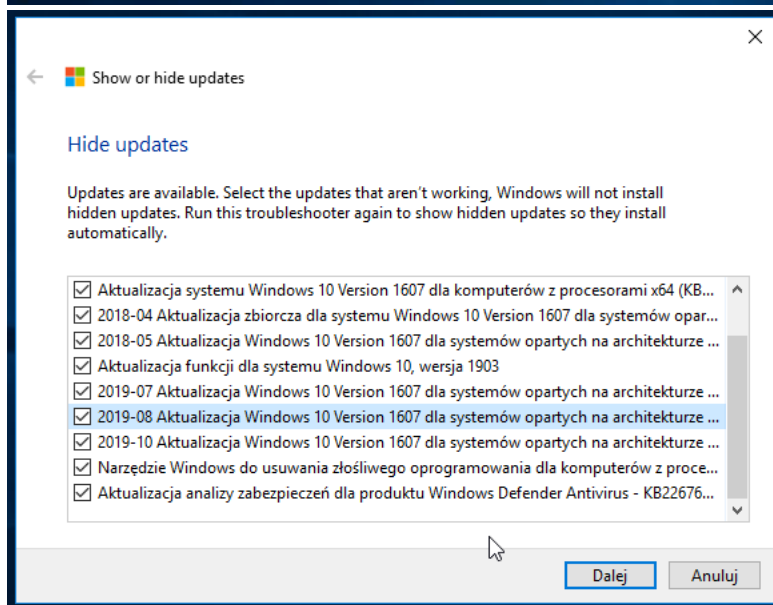 Show or hide updates
Hide updates
Updates are available. Select the updates that aren't working, Windows will not install
hidden updates. Run this troubleshooter again to show hidden updates so they install
automatically.
Aktualizacja systemu Windows 10 Version 1607 dla komputerów z procesorami x64 (KB...
2018-04 Aktualizacja zbiorcza dla systemu Windows 10 Version 1607 dla systemów opar...
2018-05 Aktualizacja Windows 10 Version 1607 dla systemów opartych na architekturze ...
Aktualizacja funkcji dla systemu Windows 10, wersja 1903
2019-07 Aktualizacja Windows 10 Version 1607 dla systemów opartych na architekturze ...
2019-08 Aktualizacja Windows 10 Version 1607 dla systemów opartych na architekturze ...
2019-10 Aktualizacja Windows 10 Version 1607 dla systemów opartych na architekturze ...
Narzędzie Windows do usuwania złośliwego oprogramowania dla komputerów z proce...
Aktualizacja analizy zabezpieczeń dla produktu Windows Defender Antivirus - KB22676...
Dalej Anuluj